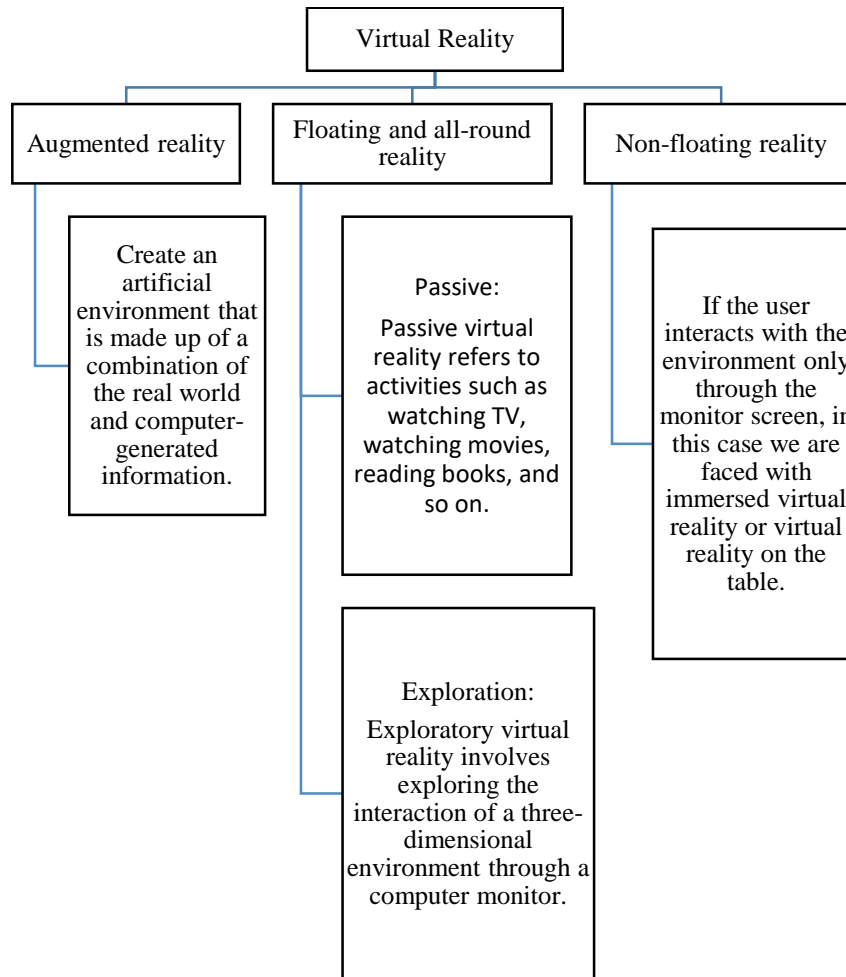 Virtual Reality
Augmented reality
Floating and all-round
reality
Non-floating reality
Create an
artificial
environment that
is made up of a
combination of
the real world
and computer-
generated
information.
Passive:
Passive virtual
reality refers to
activities such as
watching TV,
watching movies,
reading books, and
so on.
Exploration:
Exploratory virtual
reality involves
exploring the
interaction of a three-
dimensional
environment through a
computer monitor.
If the user
interacts with the
environment only
through the
monitor screen, in
this case we are
faced with
immersed virtual
reality or virtual
reality on the
table.